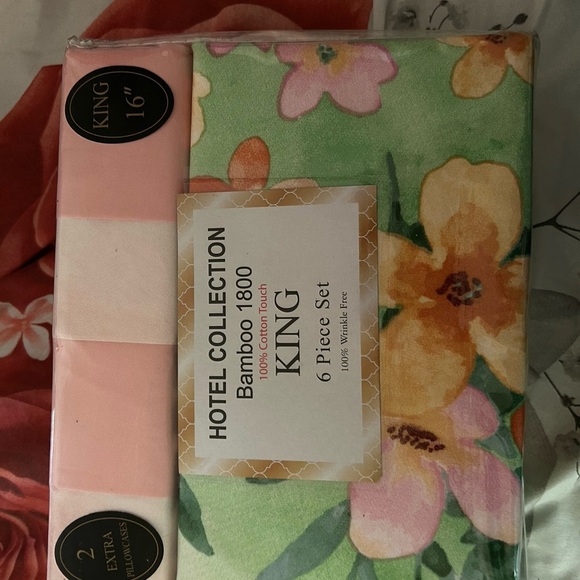 KING
16"
HOTEL COLLECTION
Bamboo 1800
100% Cotton Touch
KING
6 Piece Set
100% Wrinkle Free
2
EXTRA
PILLOWCASES